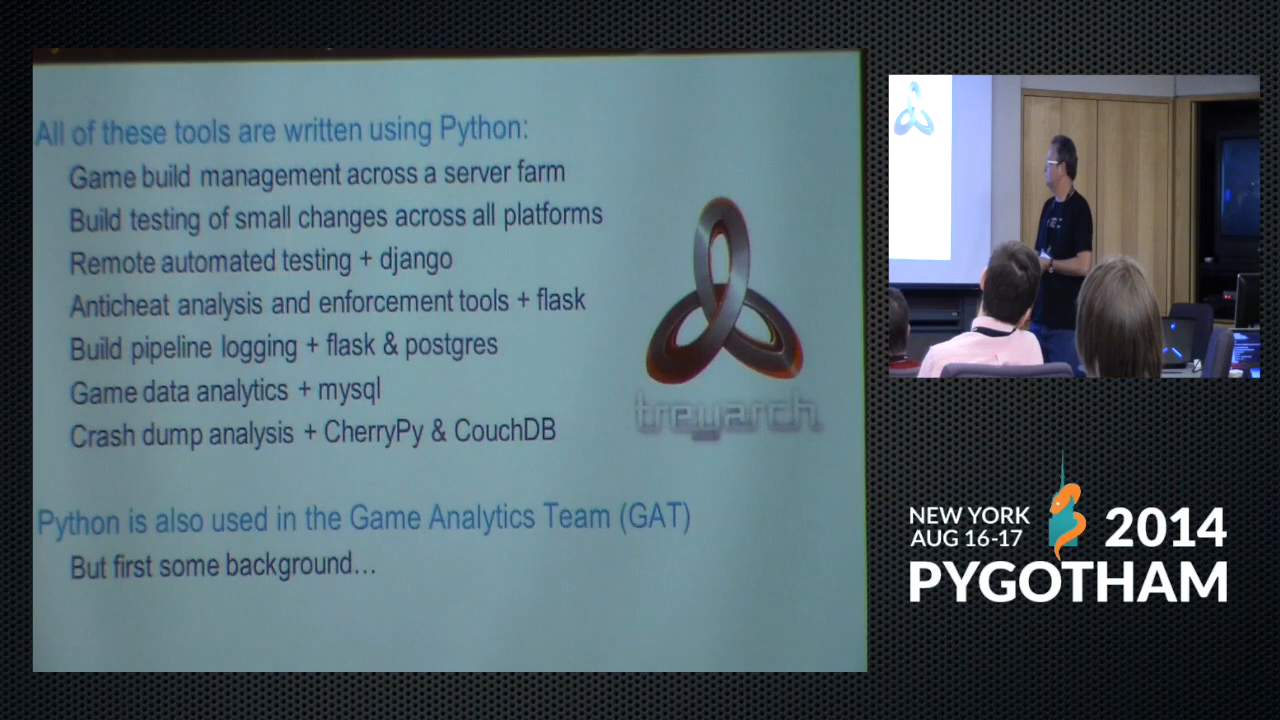 All of these tools are written using Python:
Game build management across a server farm
Build testing of small changes across all platforms
Remote automated testing + django
Anticheat analysis and enforcement tools + flask
Build pipeline logging + flask & postgres
Game data analytics + mysql
Crash dump analysis + CherryPy & CouchDB
treyarch
Python is also used in the Game Analytics Team (GAT)
But first some background...
NEW YORK
AUG 16-17
2014
PYGOTHAM